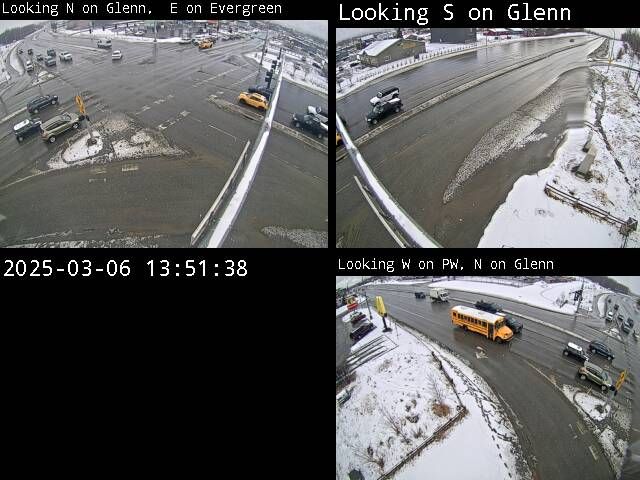 Looking N on Glenn, E on Evergreen
Looking S on Glenn
2025-03-06 13:51:38
Looking W on PW, N on Glenn